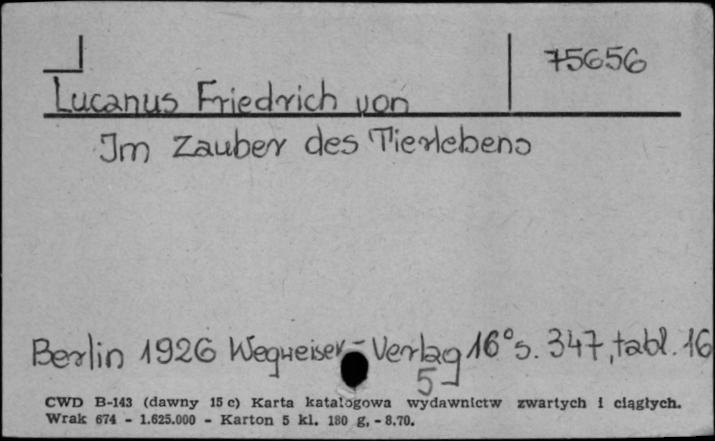 75656
Lucanus Friedrich von
Im Zauber des Tierlebens
Berlin 1926 Wegweiser-Verlag 16° s. 347, tabl. 16
5
CWD B-143 (dawny 15 c) Karta katalogowa wydawnictw zwartych i ciągłych.
Wrak 674 - 1.625.000 - Karton 5 kl. 180 g, - 8.70.